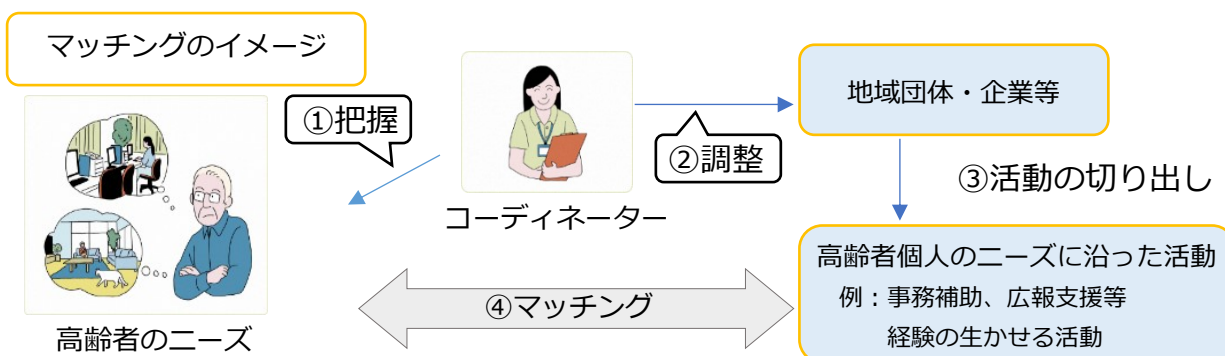 マッチングのイメージ
①把握
②調整
地域団体・企業等
③活動の切り出し
コーディネーター
高齢者個人のニーズに沿った活動
例：事務補助、広報支援等
経験の生かせる活動
④マッチング
高齢者のニーズ